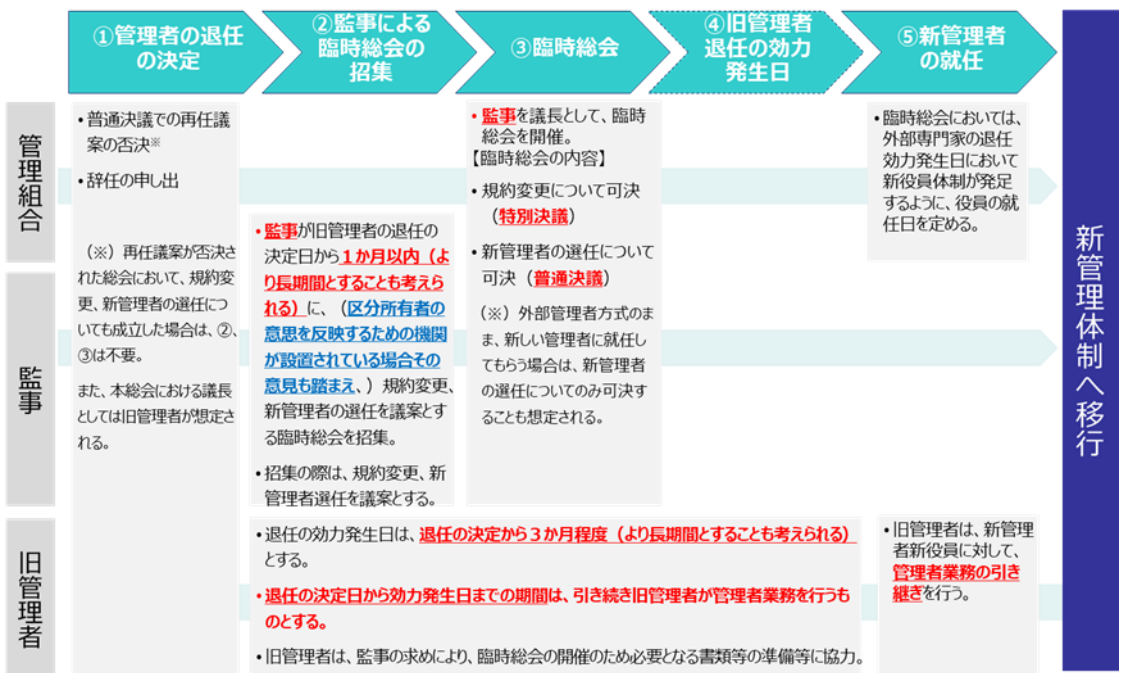 ①管理者の退任
の決定
②監事による
臨時総会の
招集
③臨時総会
④旧管理者
退任の効力
発生日
⑤新管理者
の就任
管理組合
監事
旧管理者
・普通決議での再任議
案の否決※
・辞任の申し出
（※）再任議案が否決さ
れた総会において、規約変
更、新管理者の選任につ
いても成立した場合は、②、
③は不要。
また、本総会における議長
としては旧管理者が想定さ
れる。
・監事が旧管理者の退任の
決定日から１か月以内（よ
り長期間とすることも考えら
れる）に、（区分所有者の
意思を反映するための機関
が設置されている場合その
意見も踏まえ、）規約変更、
新管理者の選任を議案とす
る臨時総会を招集。
・招集の際は、規約変更、新
管理者選任を議案とする。
・監事を議長として、臨時
総会を開催。
【臨時総会の内容】
・規約変更について可決
（特別決議）
・新管理者の選任について
可決（普通決議）
（※）外部管理者方式のま
ま、新しい管理者に就任し
てもらう場合は、新管理者
の選任についてのみ可決す
ることも想定される。
・臨時総会においては、
外部専門家の退任
効力発生日において
新役員体制が発足
するように、役員の就
任日を定める。
・退任の効力発生日は、退任の決定から３か月程度（より長期間とすることも考えられる）
とする。
・退任の決定日から効力発生日までの期間は、引き続き旧管理者が管理者業務を行うも
のとする。
・旧管理者は、監事の求めにより、臨時総会の開催のため必要となる書類等の準備等に協力。
・旧管理者は、新管理
者新役員に対して、
管理者業務の引き
継ぎを行う。
新管理体制へ移行